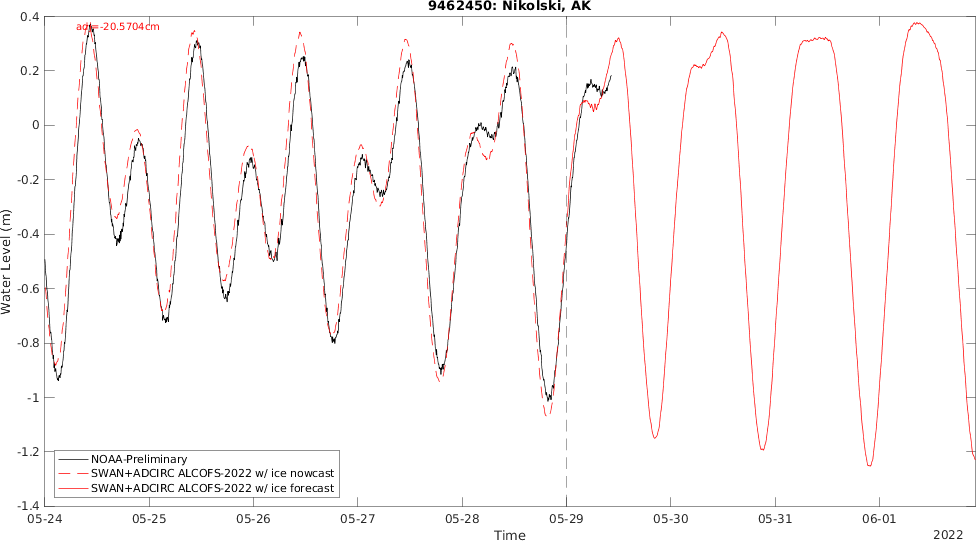 9462450: Nikolski, AK
adj=-20.5704cm
0.4
0.2
0
-0.2
-0.4
-0.6
-0.8
-1
-1.2
-1.4
Water Level (m)
NOAA-Preliminary
SWAN+ADCIRC ALCOFS-2022 w/ ice nowcast
SWAN+ADCIRC ALCOFS-2022 w/ ice forecast
05-24 05-25 05-26 05-27 05-28 05-29 05-30 05-31 06-01
Time
2022